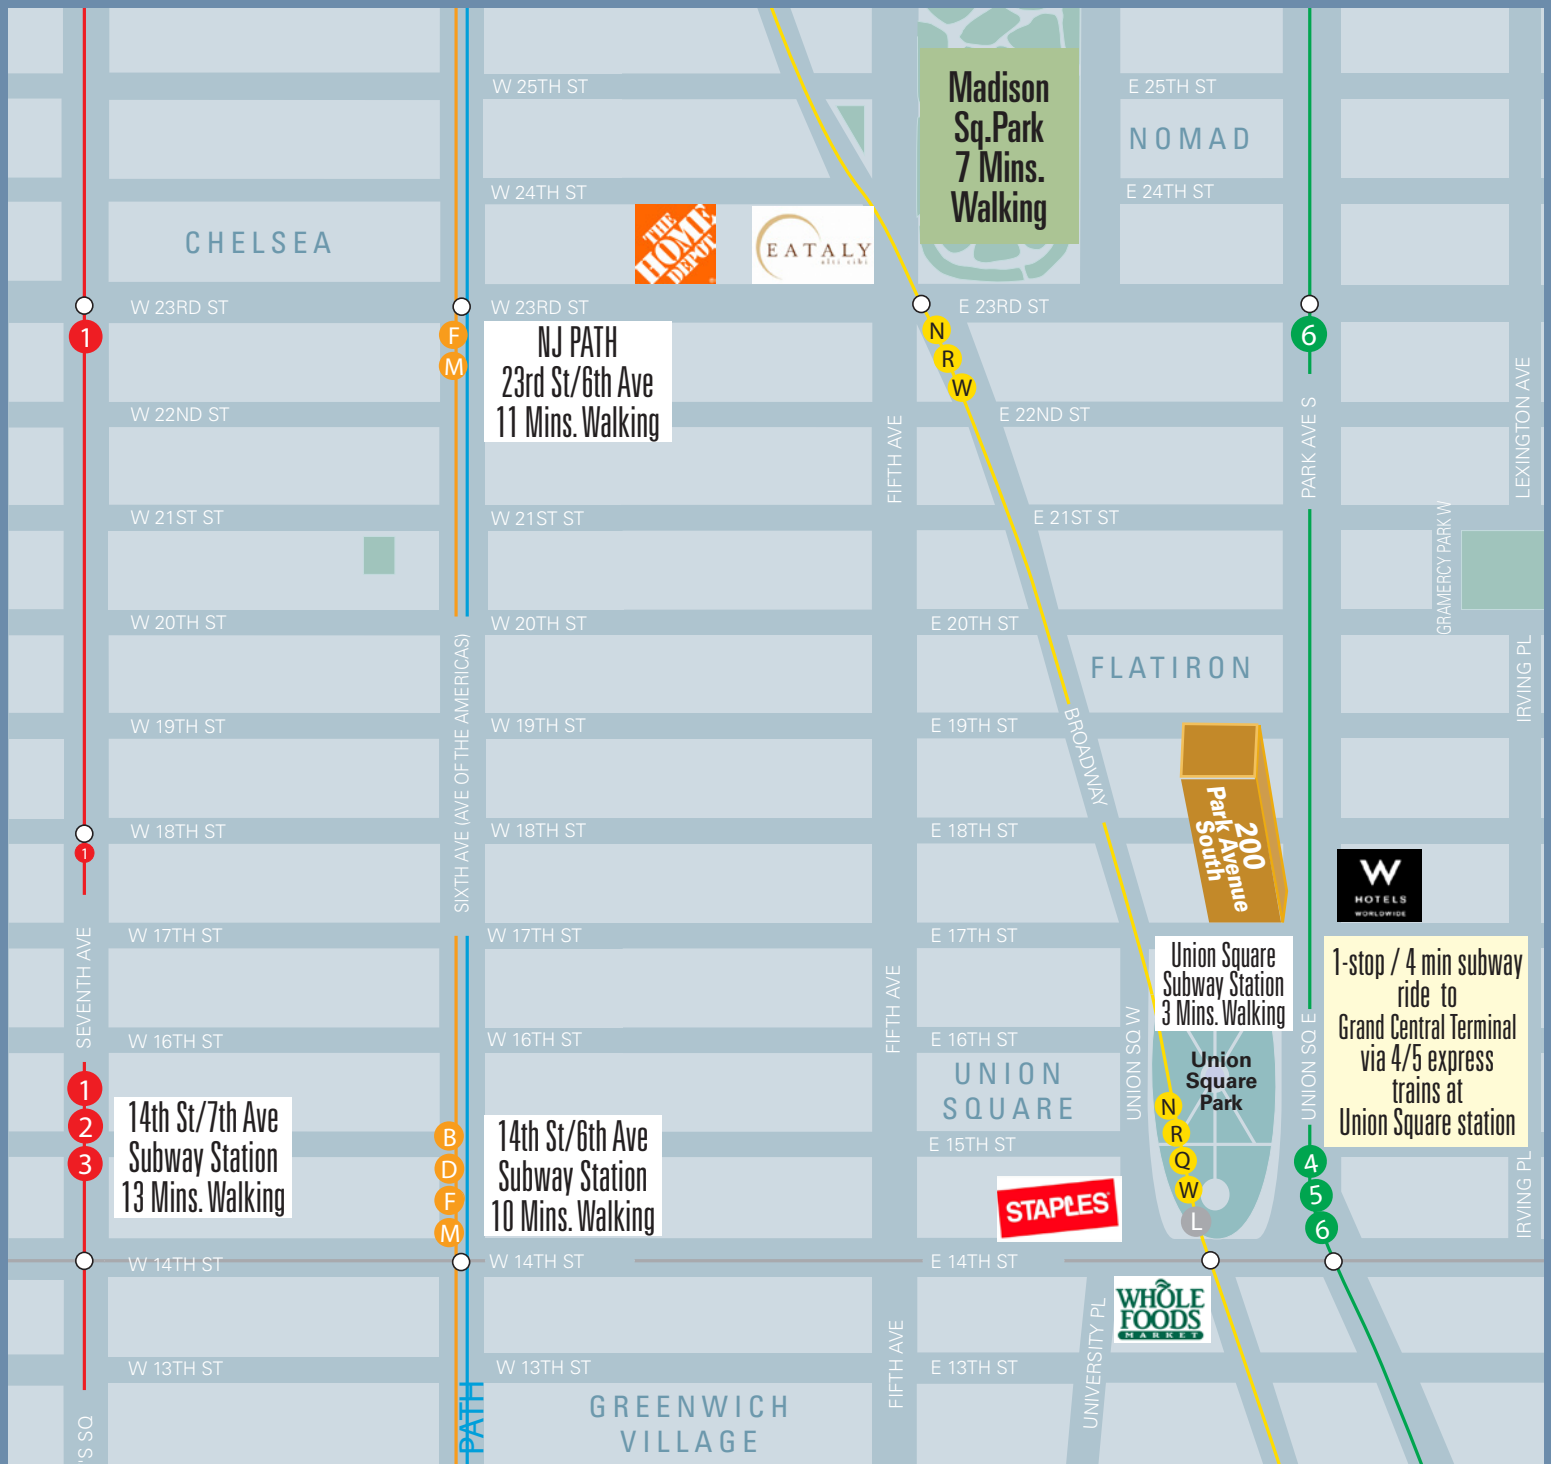 W 25TH ST
E 25TH ST
Madison
Sq.Park
7 Mins.
Walking
NOMAD
W 24TH ST
E 24TH ST
CHELSEA
THE
HOME
DEPOT
EATALY
alti cibi
W 23RD ST
W 23RD ST
E 23RD ST
1
F
M
N
R
W
6
NJ PATH
23rd St/6th Ave
11 Mins. Walking
W 22ND ST
E 22ND ST
FIFTH AVE
PARK AVE S
LEXINGTON AVE
W 21ST ST
W 21ST ST
E 21ST ST
GRAMERCY PARK W
W 20TH ST
W 20TH ST
E 20TH ST
SIXTH AVE (AVE OF THE AMERICAS)
FLATIRON
IRVING PL
W 19TH ST
W 19TH ST
E 19TH ST
BROADWAY
200
Park Avenue
South
W 18TH ST
W 18TH ST
E 18TH ST
1
W
HOTELS
WORLDWIDE
W 17TH ST
W 17TH ST
E 17TH ST
SEVENTH AVE
FIFTH AVE
Union Square
Subway Station
3 Mins. Walking
1-stop / 4 min subway
ride to
Grand Central Terminal
via 4/5 express
trains at
Union Square station
W 16TH ST
W 16TH ST
E 16TH ST
UNION SQ W
UNION SQ E
UNION
SQUARE
Union
Square
Park
1
2
3
14th St/7th Ave
Subway Station
13 Mins. Walking
B
D
F
M
14th St/6th Ave
Subway Station
10 Mins. Walking
E 15TH ST
N
R
Q
W
L
4
5
6
IRVING PL
STAPLES
W 14TH ST
W 14TH ST
E 14TH ST
WHOLE
FOODS
MARKET
UNIVERSITY PL
FIFTH AVE
W 13TH ST
W 13TH ST
E 13TH ST
PATH
GREENWICH
VILLAGE
'S SQ